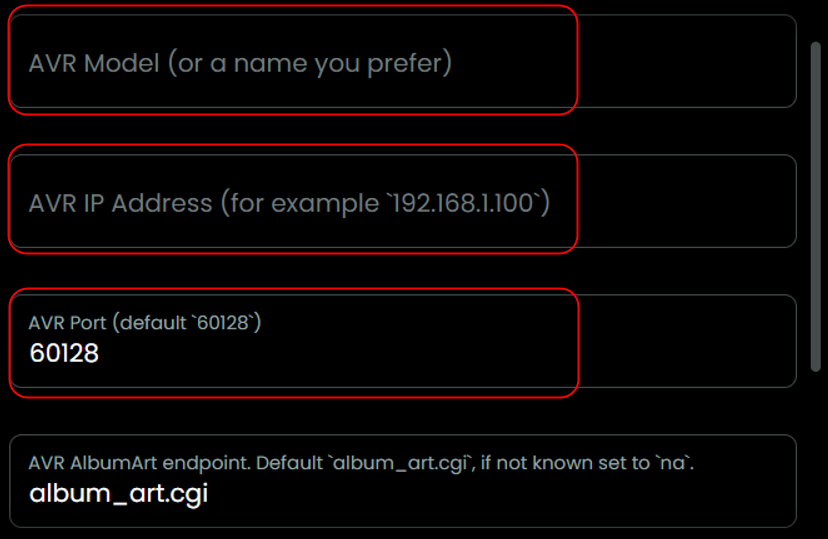 AVR Model (or a name you prefer)
AVR IP Address (for example `192.168.1.100`)
AVR Port (default `60128`)
60128
AVR AlbumArt endpoint. Default `album_art.cgi`, if not known set to `na`.
album_art.cgi